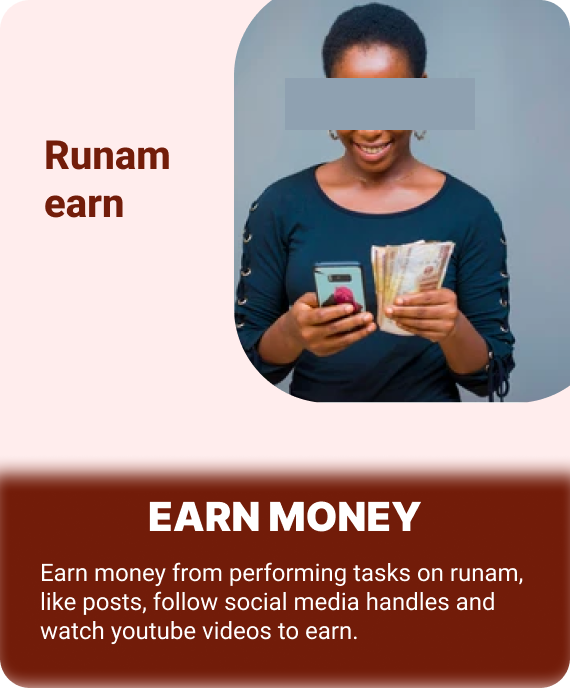 Runam
earn
EARN MONEY
Earn money from performing tasks on runam,
like posts, follow social media handles and
watch youtube videos to earn.